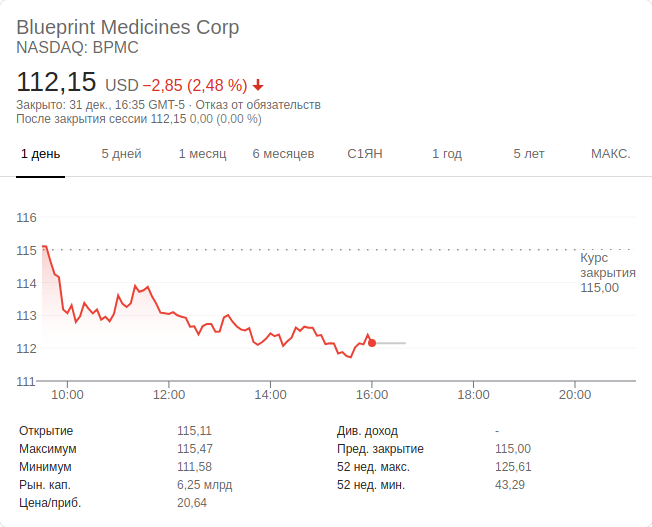 Blueprint Medicines Corp
NASDAQ: BPMC
112,15 USD −2,85 (2,48 %)
Закрыто: 31 дек., 16:35 GMT-5 · Отказ от обязательств
После закрытия сессии 112,15 0,00 (0,00 %)
1 день 5 дней 1 месяц 6 месяцев С1ЯН 1 год 5 лет МАКС.
116
115
114
113
112
111
Курс
закрытия
115,00
10:00 12:00 14:00 16:00 18:00 20:00
Открытие 115,11 Див. доход -
Максимум 115,47 Пред. закрытие 115,00
Минимум 111,58 52 нед. макс. 125,61
Рын. кап. 6,25 млрд 52 нед. мин. 43,29
Цена/приб. 20,64